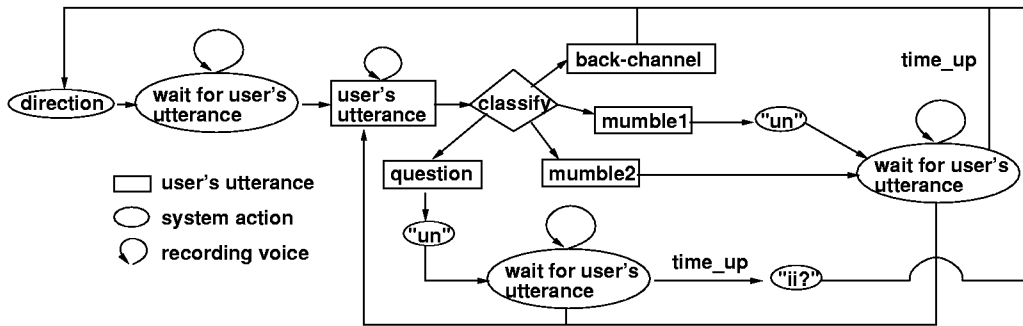 back-channel
time_up
direction
wait for user's
utterance
user's
utterance
classify
mumble1
"un"
wait for user's
utterance
question
mumble2
user's utterance
system action
recording voice
"un"
wait for user's
utterance
time_up
"ii?"